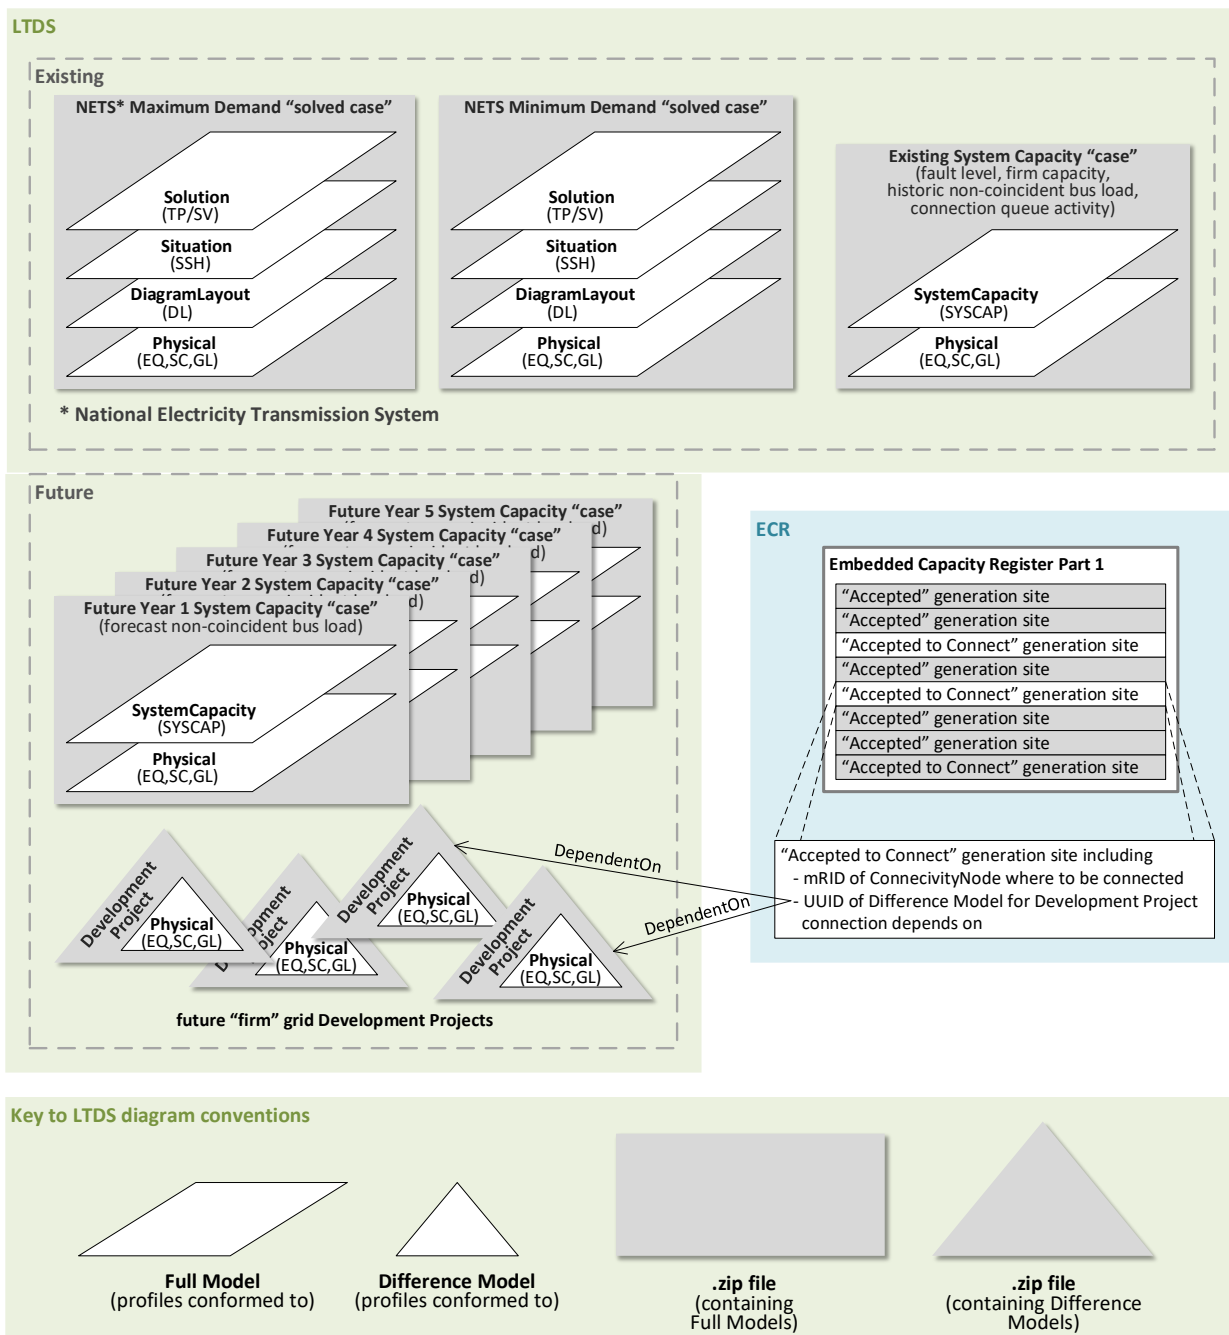 LTDS
Existing
NETS* Maximum Demand “solved case”
Solution
(TP/SV)
Situation
(SSH)
DiagramLayout
(DL)
Physical
(EQ,SC,GL)
NETS Minimum Demand “solved case”
Solution
(TP/SV)
Situation
(SSH)
DiagramLayout
(DL)
Physical
(EQ,SC,GL)
Existing System Capacity “case”
(fault level, firm capacity,
historic non-coincident bus load,
connection queue activity)
SystemCapacity
(SYSCAP)
Physical
(EQ,SC,GL)
* National Electricity Transmission System
Future
Future Year 5 System Capacity “case”
Future Year 4 System Capacity “case”
Future Year 3 System Capacity “case”
Future Year 2 System Capacity “case”
Future Year 1 System Capacity “case”
(forecast non-coincident bus load)
SystemCapacity
(SYSCAP)
Physical
(EQ,SC,GL)
Development
Project
Physical
(EQ,SC,GL)
Physical
(EQ,SC,GL)
Development
Project
Physical
(EQ,SC,GL)
Development
Project
Physical
(EQ,SC,GL)
future “firm” grid Development Projects
DependentOn
DependentOn
ECR
Embedded Capacity Register Part 1
“Accepted” generation site
“Accepted” generation site
“Accepted to Connect” generation site
“Accepted” generation site
“Accepted to Connect” generation site
“Accepted” generation site
“Accepted” generation site
“Accepted to Connect” generation site
“Accepted to Connect” generation site including
- mRID of ConnecivityNode where to be connected
- UUID of Difference Model for Development Project
connection depends on
Key to LTDS diagram conventions
Full Model
(profiles conformed to)
Difference Model
(profiles conformed to)
.zip file
(containing
Full Models)
.zip file
(containing Difference
Models)